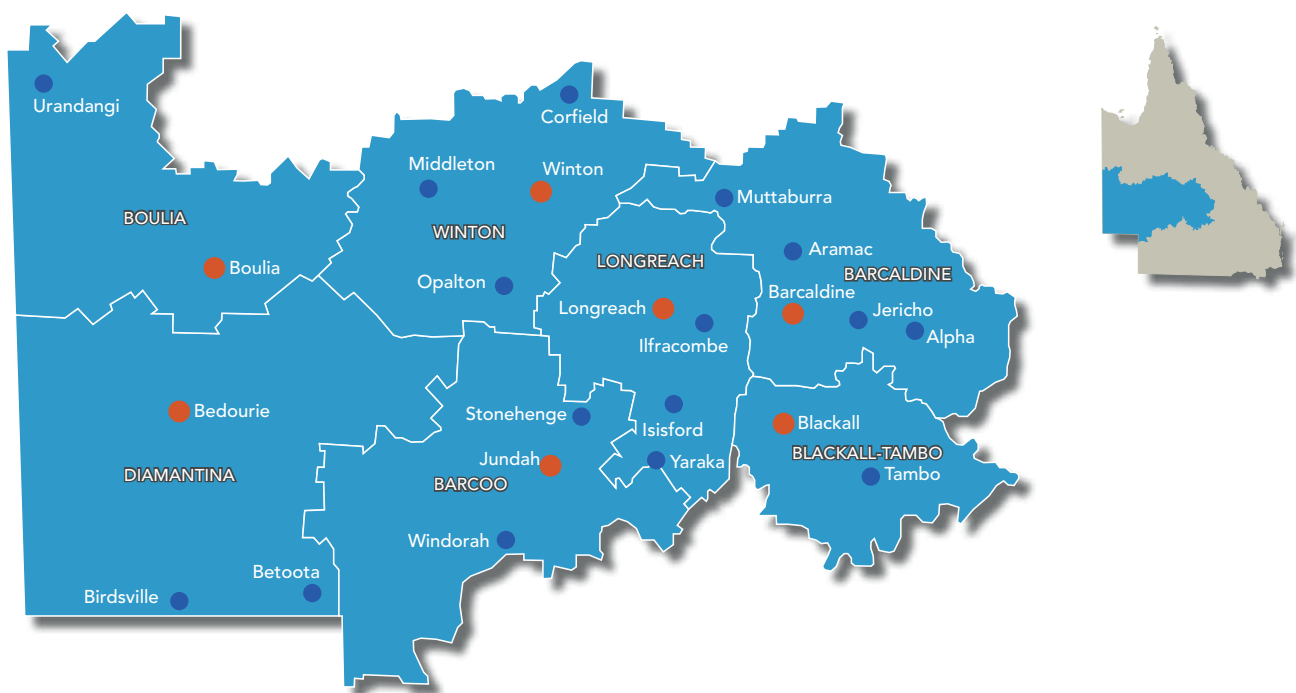 Urandangi
Corfield
Middleton
Winton
Muttaburra
BOULIA
WINTON
Aramac
LONGREACH
BARCALDINE
Boulia
Opalton
Barcaldine
Longreach
Jericho
Ilfracombe
Alpha
Bedourie
Stonehenge
Isisford
Blackall
BLACKALL-TAMBO
Jundah
Yaraka
DIAMANTINA
BARCOO
Tambo
Windorah
Betoota
Birdsville